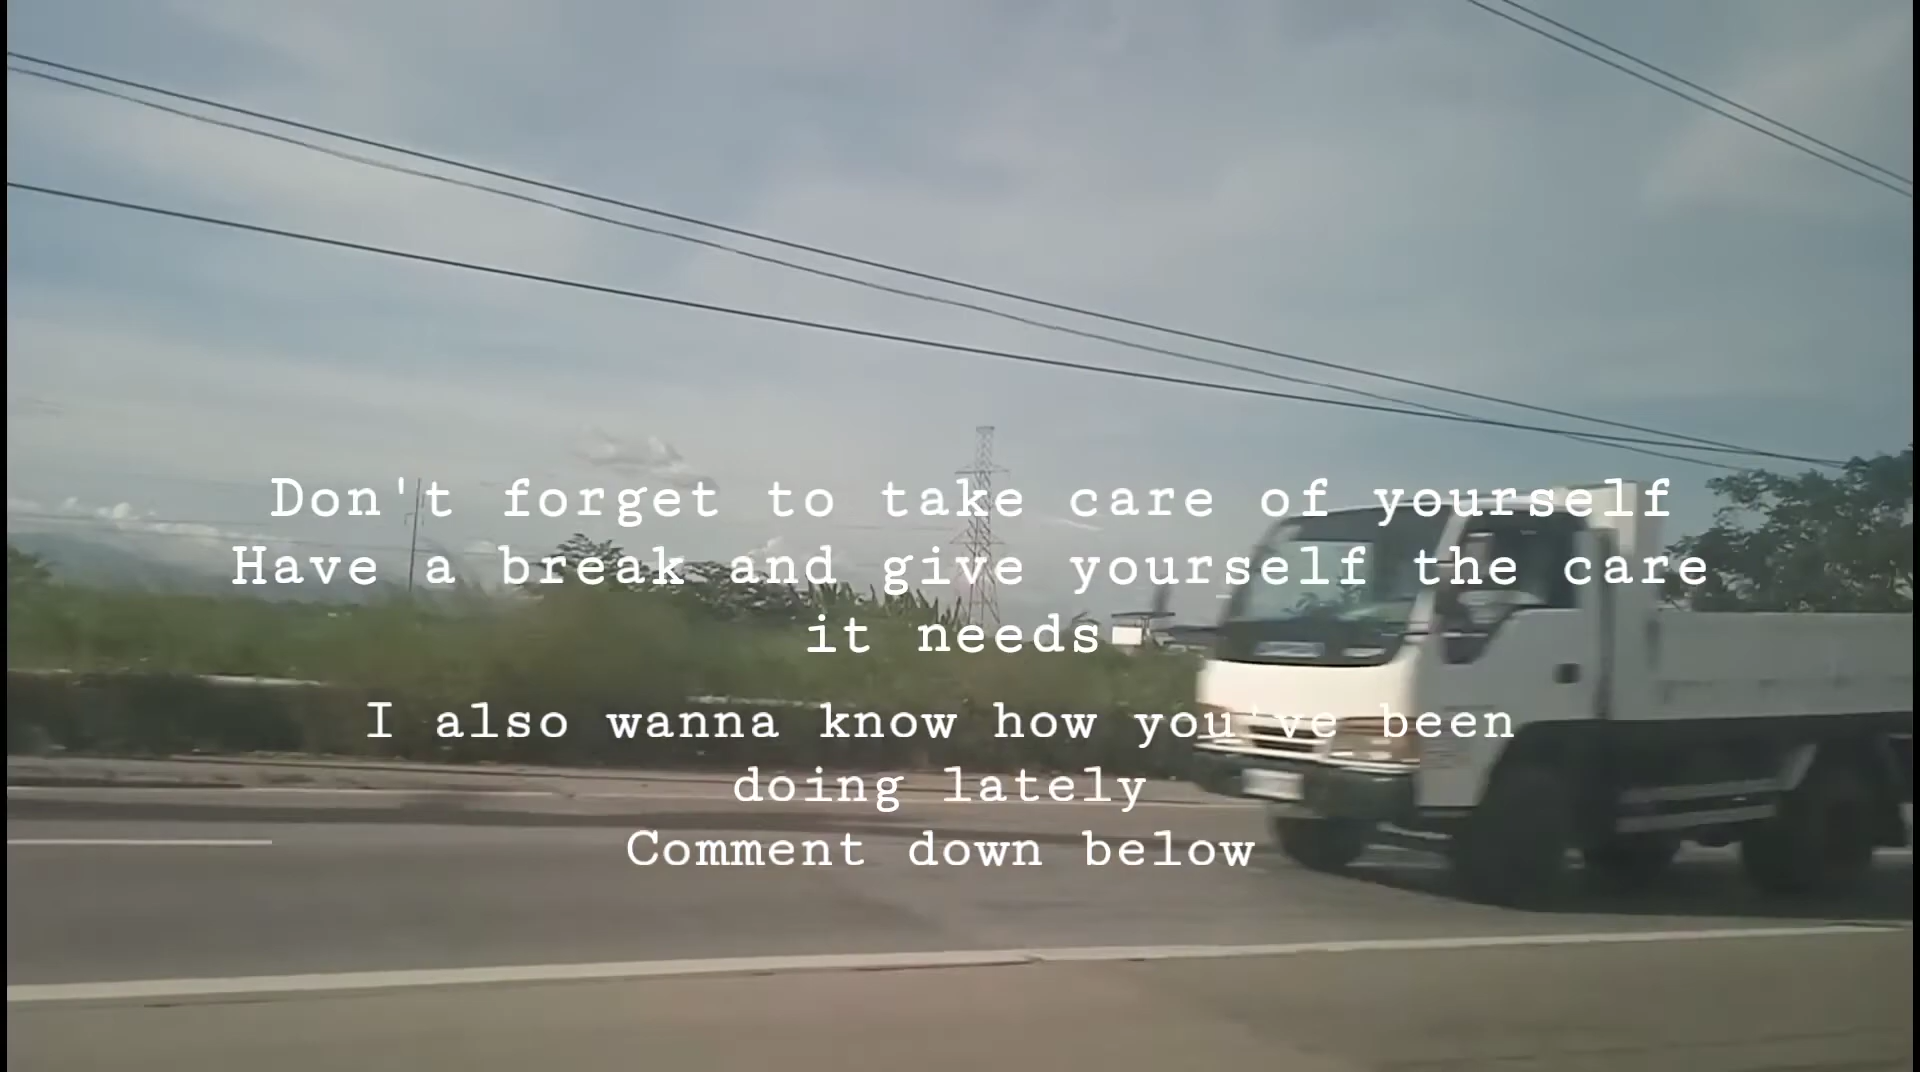 Don't forget to take care of yourself
Have a break and give yourself the care
it needs
I also wanna know how you've been
doing lately
Comment down below